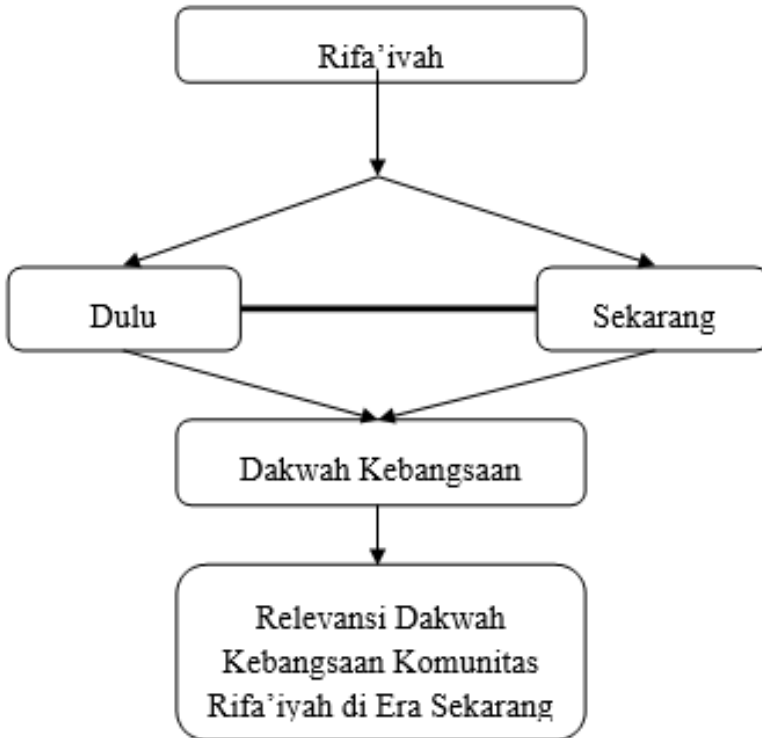 Rifa’iyah
Dulu
Sekarang
Dakwah Kebangsaan
Relevansi Dakwah
Kebangsaan Komunitas
Rifa’iyah di Era Sekarang